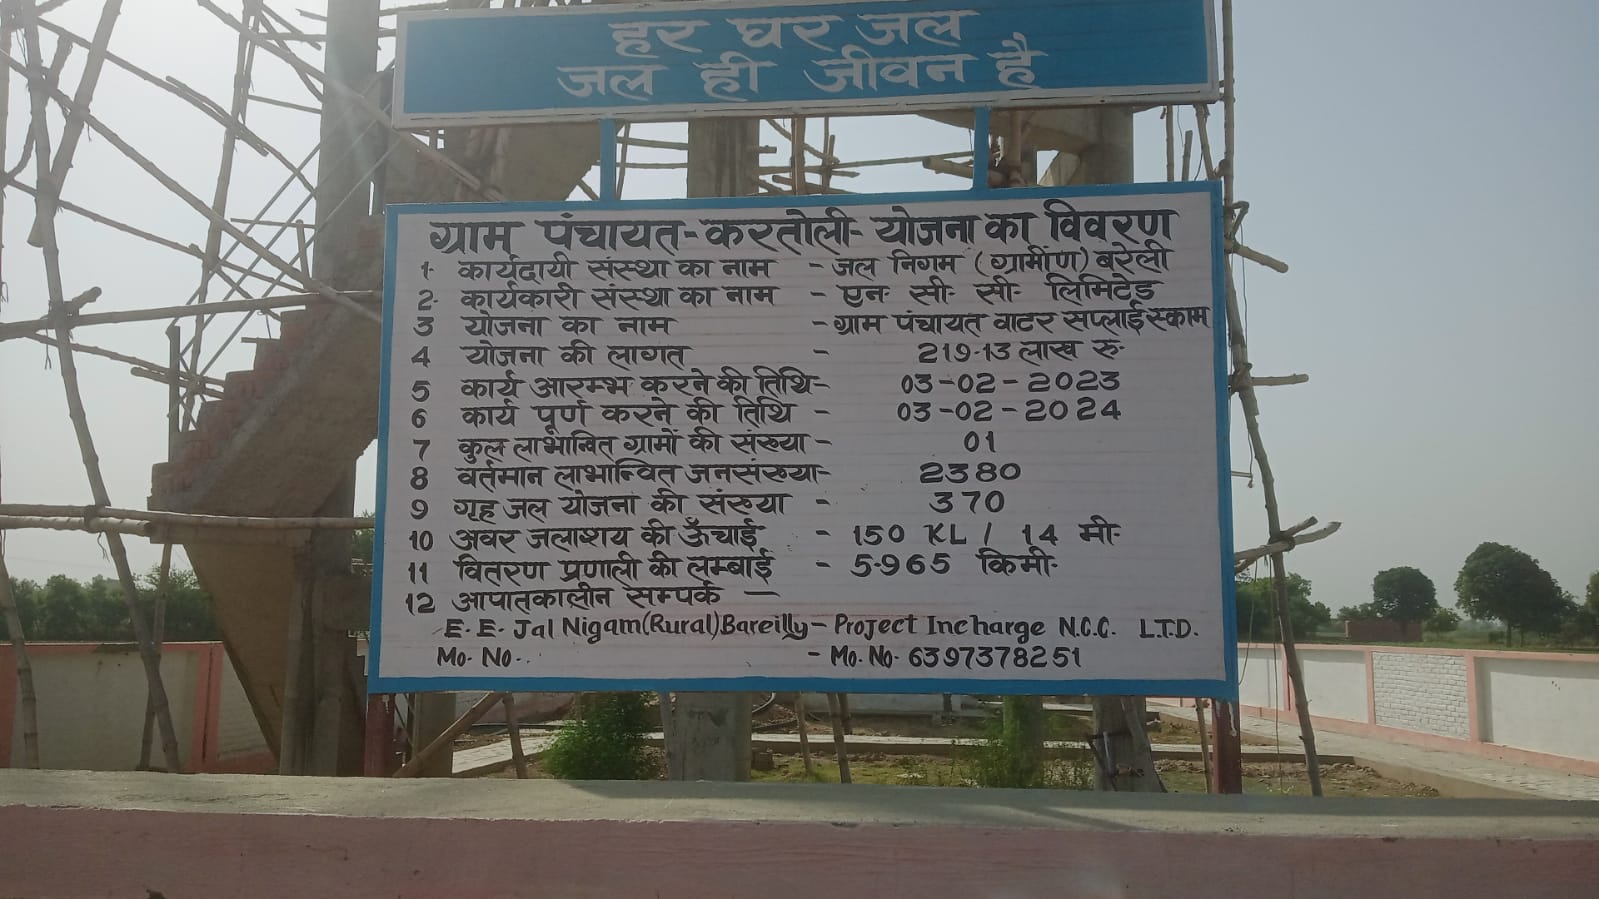 हर घर जल
जल ही जीवन है
ग्राम पंचायत-करतोली-योजना का विवरण
1- कार्यदायी संस्था का नाम - जल निगम (ग्रामींण) बरेली
2- कार्यकारी संस्था का नाम - एन॰ सी॰ सी॰ लिमिटेड
3 योजना का नाम - ग्राम पंचायत वाटर सप्लाई स्काम
4 योजना की लागत - 219.13 लाख रु॰
5 कार्य आरम्भ करने की तिथि- 03-02-2023
6 कार्य पूर्ण करने की तिथि - 03-02-2024
7 कुल लाभान्वित ग्रामों की संख्या - 01
8 वर्तमान लाभान्वित जनसंख्या- 2380
9 गृह जल योजना की संख्या - 370
10 अवर जलाशय की ऊँचाई - 150 KL / 14 मी॰
11 वितरण प्रणाली की लम्बाई - 5.965 किमी॰
12 आपातकालीन सम्पर्क —
E. E. Jal Nigam(Rural)Bareilly - Project Incharge N.C.C. L.T.D.
Mo. No. - Mo. No. 6397378251